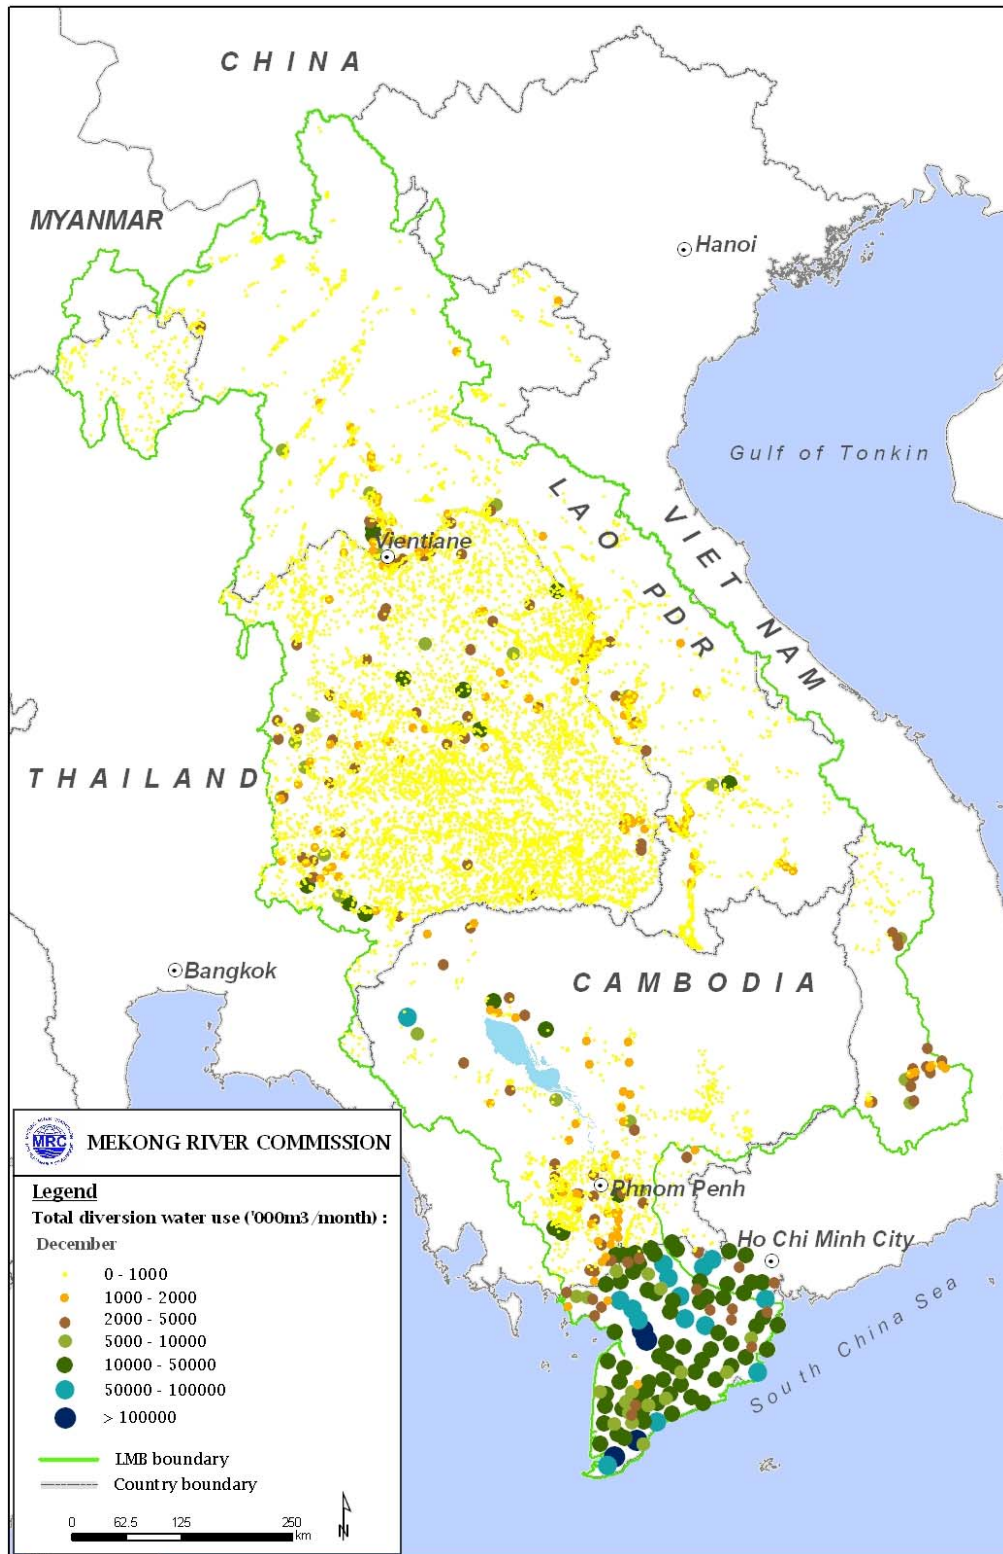 CHINA
MYANMAR
Hanoi
Gulf of Tonkin
LAO PDR
VIET NAM
Vientiane
THAILAND
Bangkok
CAMBODIA
Phnom Penh
Ho Chi Minh City
South China Sea
MRC
MEKONG RIVER COMMISSION
Legend
Total diversion water use ('000m3/month) :
December
0 - 1000
1000 - 2000
2000 - 5000
5000 - 10000
10000 - 50000
50000 - 100000
> 100000
LMB boundary
Country boundary
0 62.5 125 250
km
N